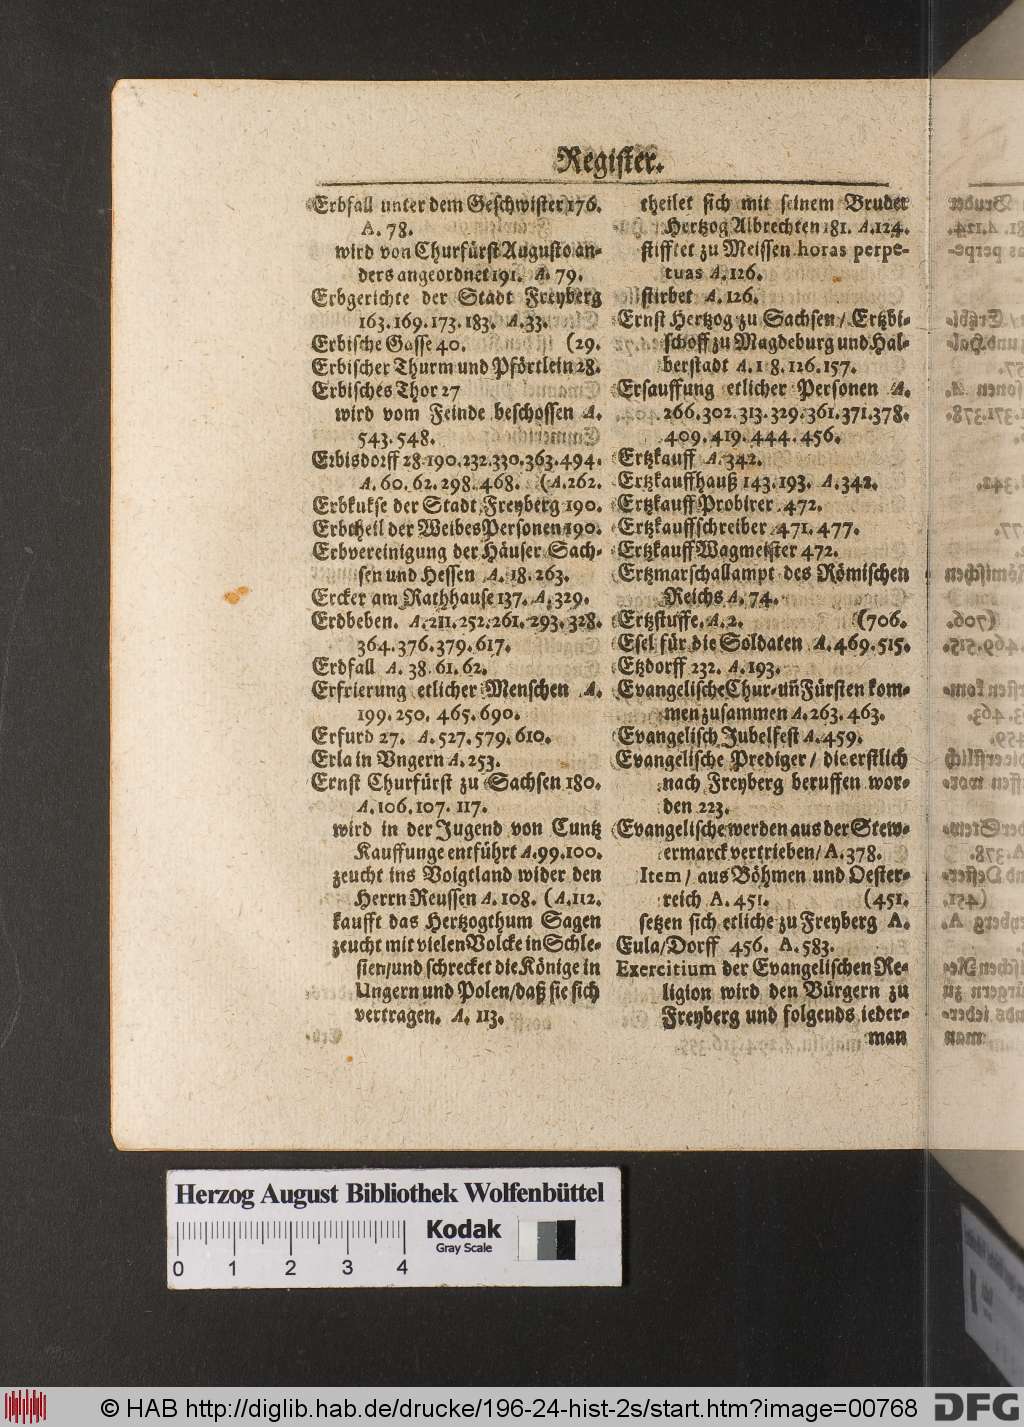 Register.
Erbfall unter dem Geschwister 176.
A. 78.
wird von Churfürst Augusto an-
ders angeordnet 191. A. 79.
Erbgerichte der Stadt Freyberg
163. 169. 173. 183. A. 33.
Erbische Gasse 40. (29.
Erbischer Thurm und Pförtlein 28.
Erbisches Thor 27
wird vom Feinde beschossen A.
543. 548.
Erbisdorff 28. 190. 232. 330. 363. 494.
A. 60. 62. 298. 468. (A. 262.
Erbkukse der Stadt Freyberg 190.
Erbtheil der Weibes Personen 190.
Erbvereinigung der Häuser Sach-
sen und Hessen A. 18. 263.
Ercker am Rathhause 137. A. 329.
Erdbeben. A. 211. 252. 261. 293. 328.
364. 376. 379. 617.
Erdfall A. 38. 61. 62.
Erfrierung etlicher Menschen A.
199. 250. 465. 690.
Erfurd 27. A. 527. 579. 610.
Erla in Ungern A. 253.
Ernst Churfürst zu Sachsen 180.
A. 106. 107. 117.
wird in der Jugend von Cuntz
Kauffunge entführt A. 99. 100.
zeucht ins Voigtland wider den
Herrn Reussen A. 108. (A. 112.
kaufft das Hertzogthum Sagen
zeucht mit vielen Volcke in Schle-
sien/und schrecket die Könige in
Ungern und Polen/daß sie sich
vertragen. A. 113.
theilet sich mit seinem Bruder
Hertzog Albrechten 181. A. 124.
stifftet zu Meissen horas perpe-
tuas A. 126.
stirbet A. 126.
Ernst Hertzog zu Sachsen/ Ertzbi-
schoff zu Magdeburg und Hal-
berstadt A. 1 8. 126. 157.
Ersauffung etlicher Personen A.
266. 302. 313. 329. 361. 371. 378.
409. 419. 444. 456.
Ertzkauff A. 342.
Ertzkauffhauß 143. 193. A. 342.
Ertzkauff Probirer 472.
Ertzkauffschreiber 471. 477.
Ertzkauff Wagmeister 472.
Ertzmarschallampt des Römischen
Reichs A. 74.
Ertzstuffe. A. 2. (706.
Esel für die Soldaten A. 469. 515.
Etzdorff 232. A. 193.
Evangelische Chur-uñ Fürsten kom-
men zusammen A. 263. 463.
Evangelisch Jubelfest A. 459.
Evangelische Prediger/ die erstlich
nach Freyberg beruffen wor-
den 223.
Evangelische werden aus der Stew-
ermarck vertrieben/ A. 378.
Item/ aus Böhmen und Oester-
reich A. 451. (451.
setzen sich etliche zu Freyberg A.
Eula/Dorff 456. A. 583.
Exercitium der Evangelischen Re-
ligion wird den Bürgern zu
Freyberg und folgends ieder-
man
Herzog August Bibliothek Wolfenbüttel
Kodak
Gray Scale
0 1 2 3 4
© HAB http://diglib.hab.de/drucke/196-24-hist-2s/start.htm?image=00768
DFG